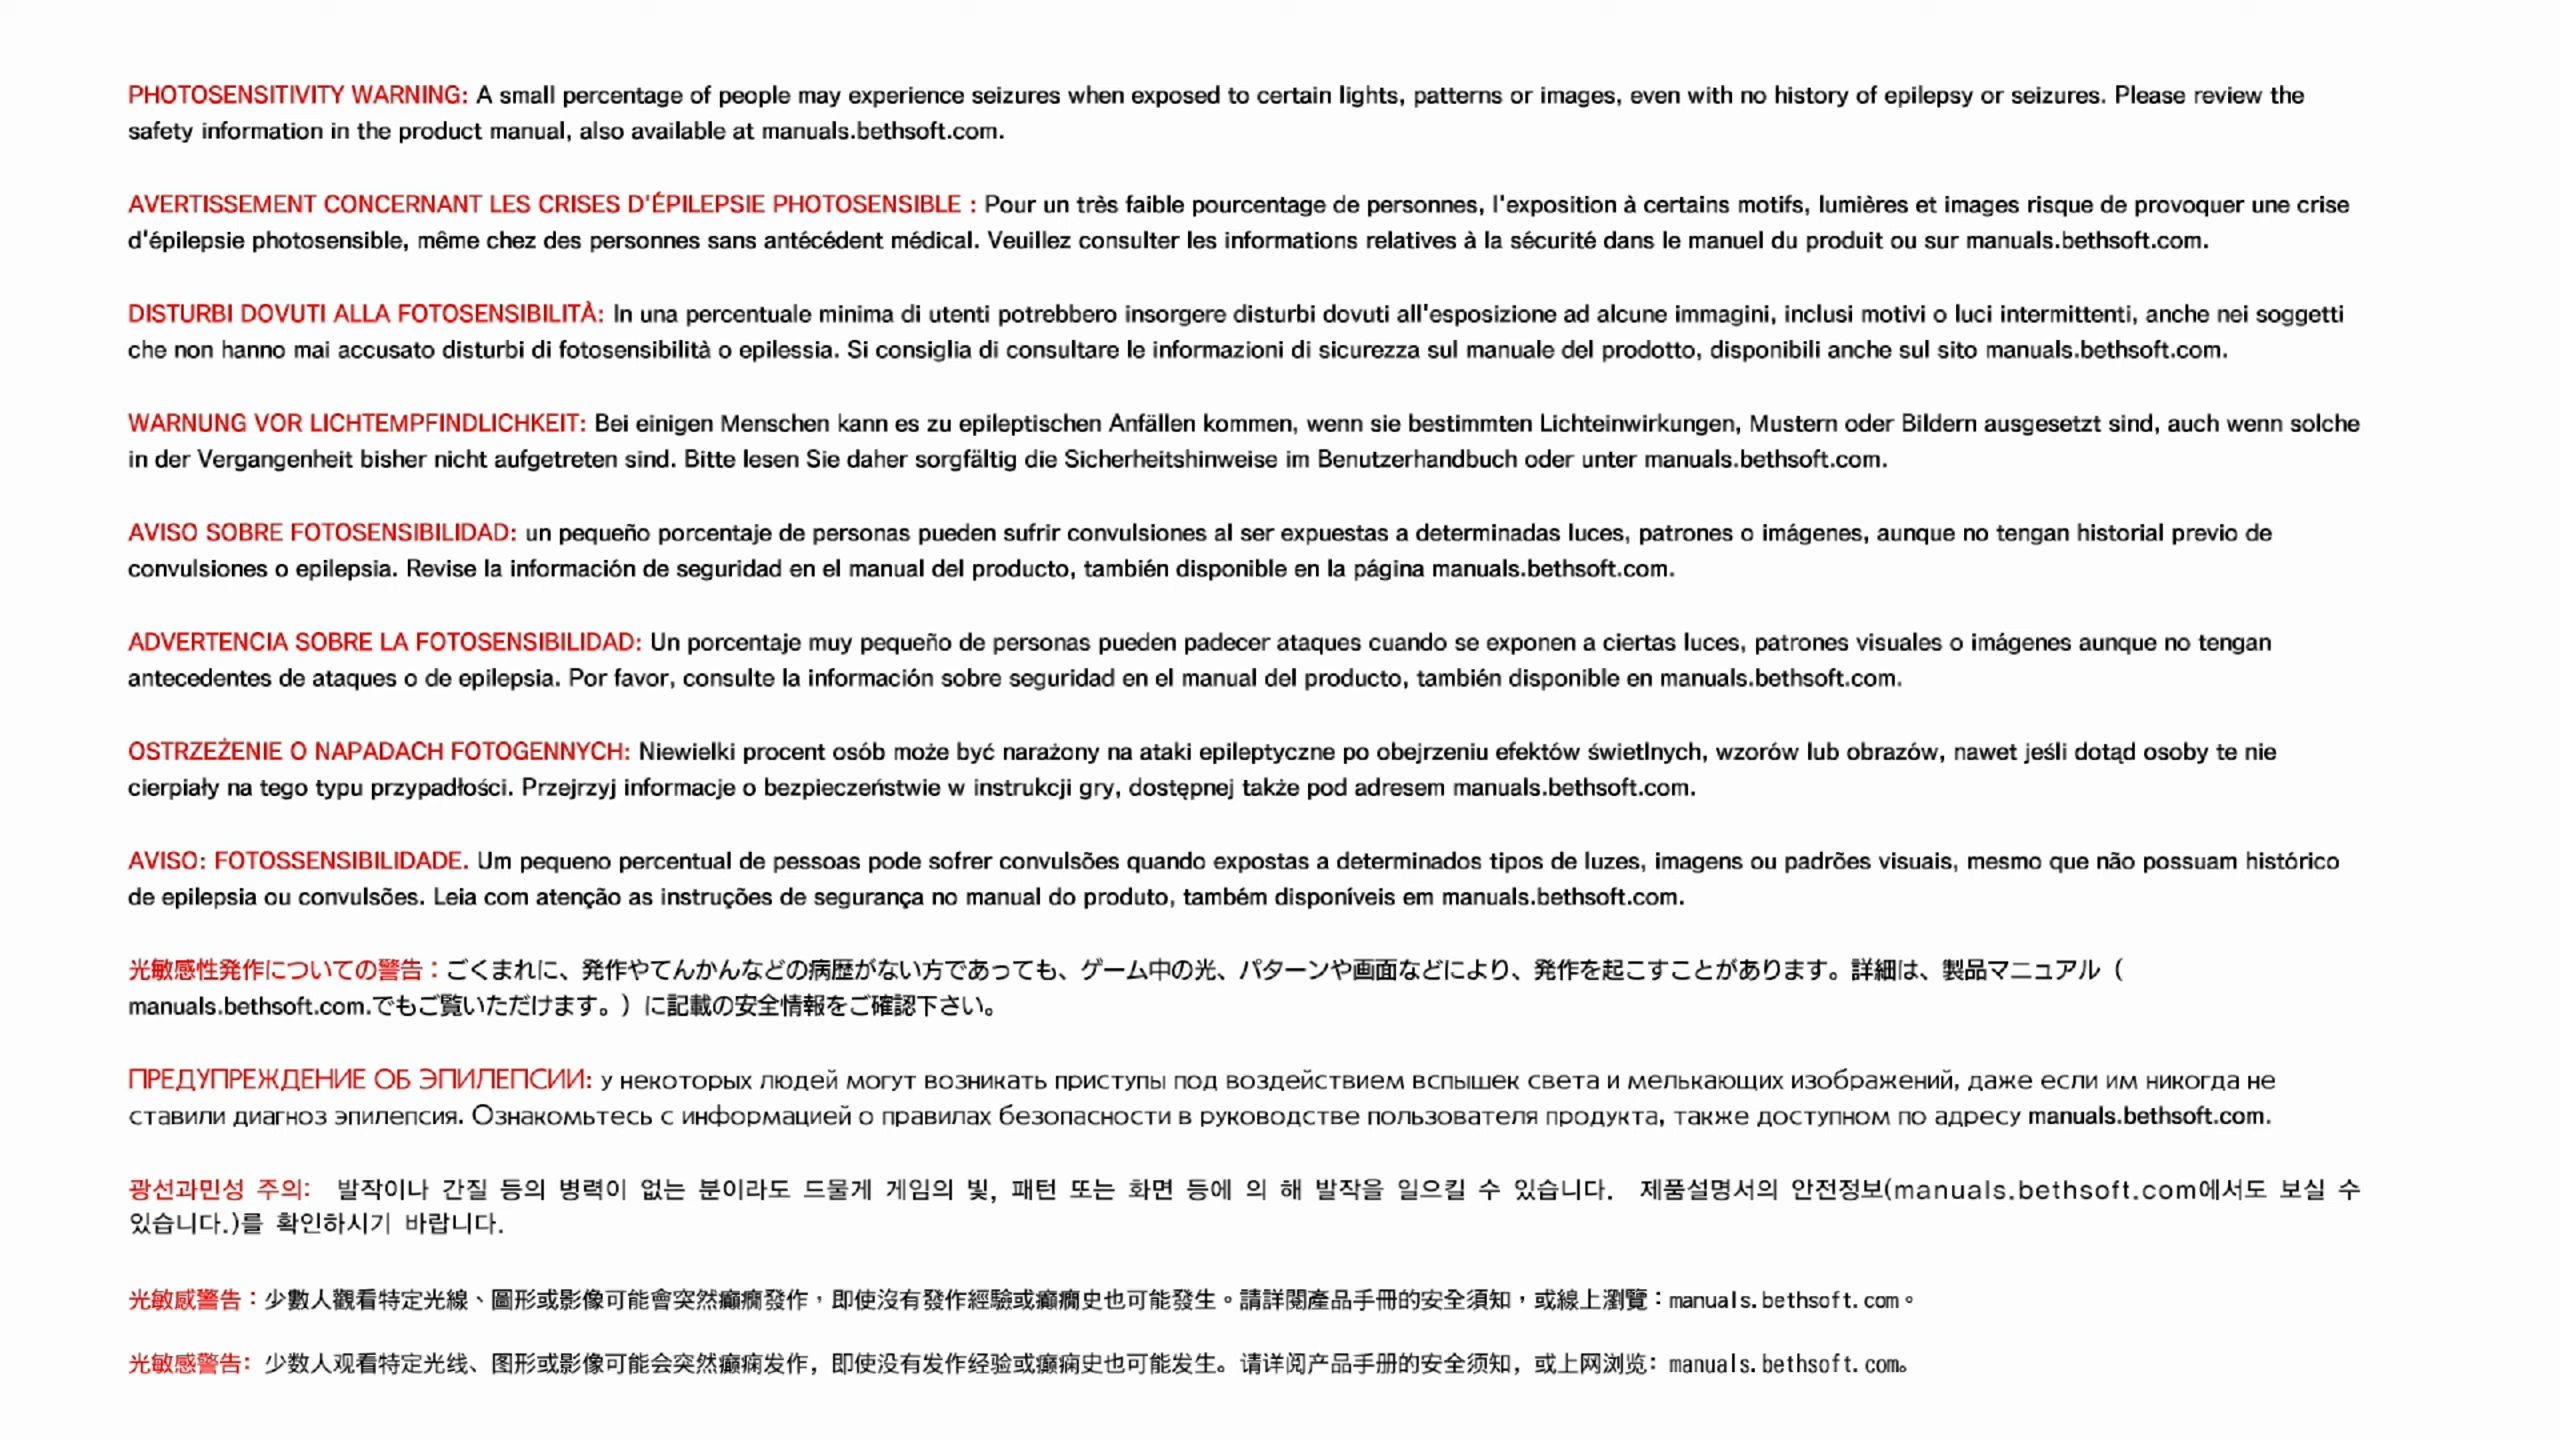 PHOTOSENSITIVITY WARNING: A small percentage of people may experience seizures when exposed to certain lights, patterns or images, even with no history of epilepsy or seizures. Please review the
safety information in the product manual, also available at manuals.bethsoft.com.
AVERTISSEMENT CONCERNANT LES CRISES D'ÉPILEPSIE PHOTOSENSIBLE : Pour un très faible pourcentage de personnes, l'exposition à certains motifs, lumières et images risque de provoquer une crise
d'épilepsie photosensible, même chez des personnes sans antécédent médical. Veuillez consulter les informations relatives à la sécurité dans le manuel du produit ou sur manuals.bethsoft.com.
DISTURBI DOVUTI ALLA FOTOSENSIBILITÀ: In una percentuale minima di utenti potrebbero insorgere disturbi dovuti all'esposizione ad alcune immagini, inclusi motivi o luci intermittenti, anche nei soggetti
che non hanno mai accusato disturbi di fotosensibilità o epilessia. Si consiglia di consultare le informazioni di sicurezza sul manuale del prodotto, disponibili anche sul sito manuals.bethsoft.com.
WARNUNG VOR LICHTEMPFINDLICHKEIT: Bei einigen Menschen kann es zu epileptischen Anfällen kommen, wenn sie bestimmten Lichteinwirkungen, Mustern oder Bildern ausgesetzt sind, auch wenn solche
in der Vergangenheit bisher nicht aufgetreten sind. Bitte lesen Sie daher sorgfältig die Sicherheitshinweise im Benutzerhandbuch oder unter manuals.bethsoft.com.
AVISO SOBRE FOTOSENSIBILIDAD: un pequeño porcentaje de personas pueden sufrir convulsiones al ser expuestas a determinadas luces, patrones o imágenes, aunque no tengan historial previo de
convulsiones o epilepsia. Revise la información de seguridad en el manual del producto, también disponible en la página manuals.bethsoft.com.
ADVERTENCIA SOBRE LA FOTOSENSIBILIDAD: Un porcentaje muy pequeño de personas pueden padecer ataques cuando se exponen a ciertas luces, patrones visuales o imágenes aunque no tengan
antecedentes de ataques o de epilepsia. Por favor, consulte la información sobre seguridad en el manual del producto, también disponible en manuals.bethsoft.com.
OSTRZEŻENIE O NAPADACH FOTOGENNYCH: Niewielki procent osób może być narażony na ataki epileptyczne po obejrzeniu efektów świetlnych, wzorów lub obrazów, nawet jeśli dotąd osoby te nie
cierpiały na tego typu przypadłości. Przejrzyj informacje o bezpieczeństwie w instrukcji gry, dostępnej także pod adresem manuals.bethsoft.com.
AVISO: FOTOSSENSIBILIDADE. Um pequeno percentual de pessoas pode sofrer convulsões quando expostas a determinados tipos de luzes, imagens ou padrões visuais, mesmo que não possuam histórico
de epilepsia ou convulsões. Leia com atenção as instruções de segurança no manual do produto, também disponíveis em manuals.bethsoft.com.
光敏感性発作についての警告：ごくまれに、発作やてんかんなどの病歴がない方であっても、ゲーム中の光、パターンや画面などにより、発作を起こすことがあります。詳細は、製品マニュアル（
manuals.bethsoft.com.でもご覧いただけます。）に記載の安全情報をご確認下さい。
ПРЕДУПРЕЖДЕНИЕ ОБ ЭПИЛЕПСИИ: у некоторых людей могут возникать приступы под воздействием вспышек света и мелькающих изображений, даже если им никогда не
ставили диагноз эпилепсия. Ознакомьтесь с информацией о правилах безопасности в руководстве пользователя продукта, также доступном по адресу manuals.bethsoft.com.
광선과민성 주의: 발작이나 간질 등의 병력이 없는 분이라도 드물게 게임의 빛, 패턴 또는 화면 등에 의 해 발작을 일으킬 수 있습니다. 제품설명서의 안전정보(manuals.bethsoft.com에서도 보실 수
있습니다.)를 확인하시기 바랍니다.
光敏感警告：少數人觀看特定光線、圖形或影像可能會突然癲癇發作，即使沒有發作經驗或癲癇史也可能發生。請詳閱產品手冊的安全須知，或線上瀏覽：manuals.bethsoft.com。
光敏感警告：少数人观看特定光线、图形或影像可能会突然癫痫发作，即使没有发作经验或癫痫史也可能发生。请详阅产品手册的安全须知，或上网浏览：manuals.bethsoft.com。